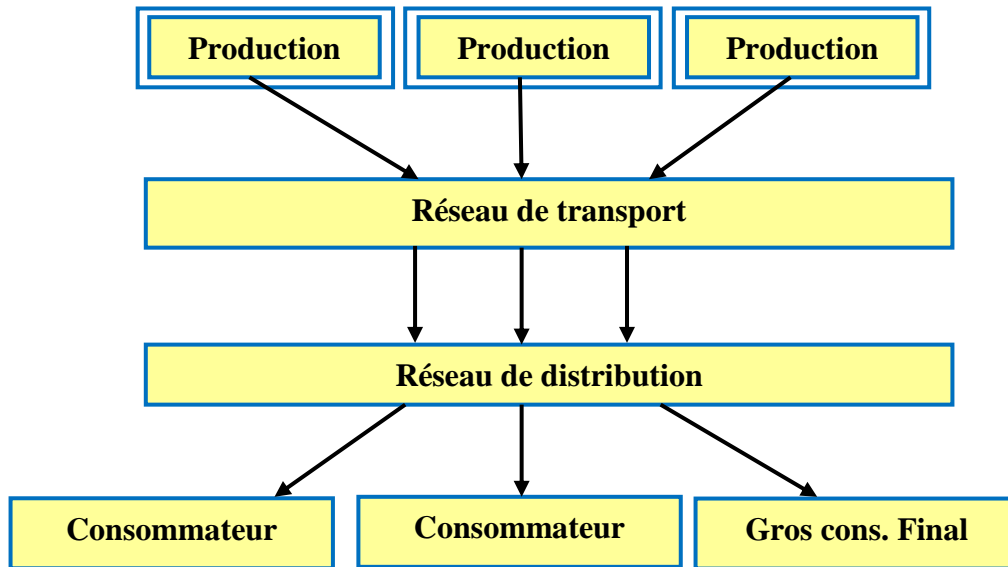 Production
Production
Production
Réseau de transport
Réseau de distribution
Consommateur
Consommateur
Gros cons. Final